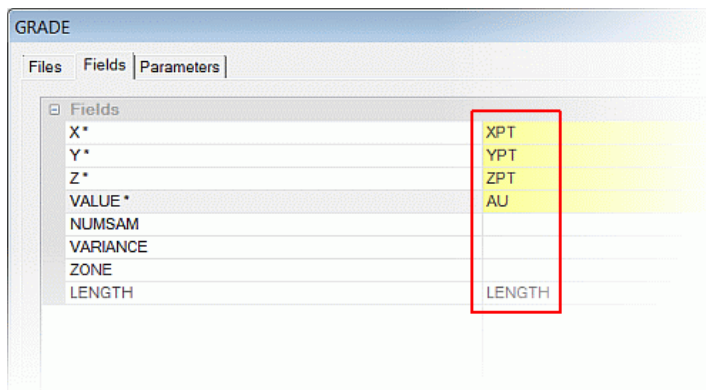 GRADE
Files Fields Parameters
Fields
X* XPT
Y* YPT
Z* ZPT
VALUE* AU
NUMSAM
VARIANCE
ZONE
LENGTH LENGTH